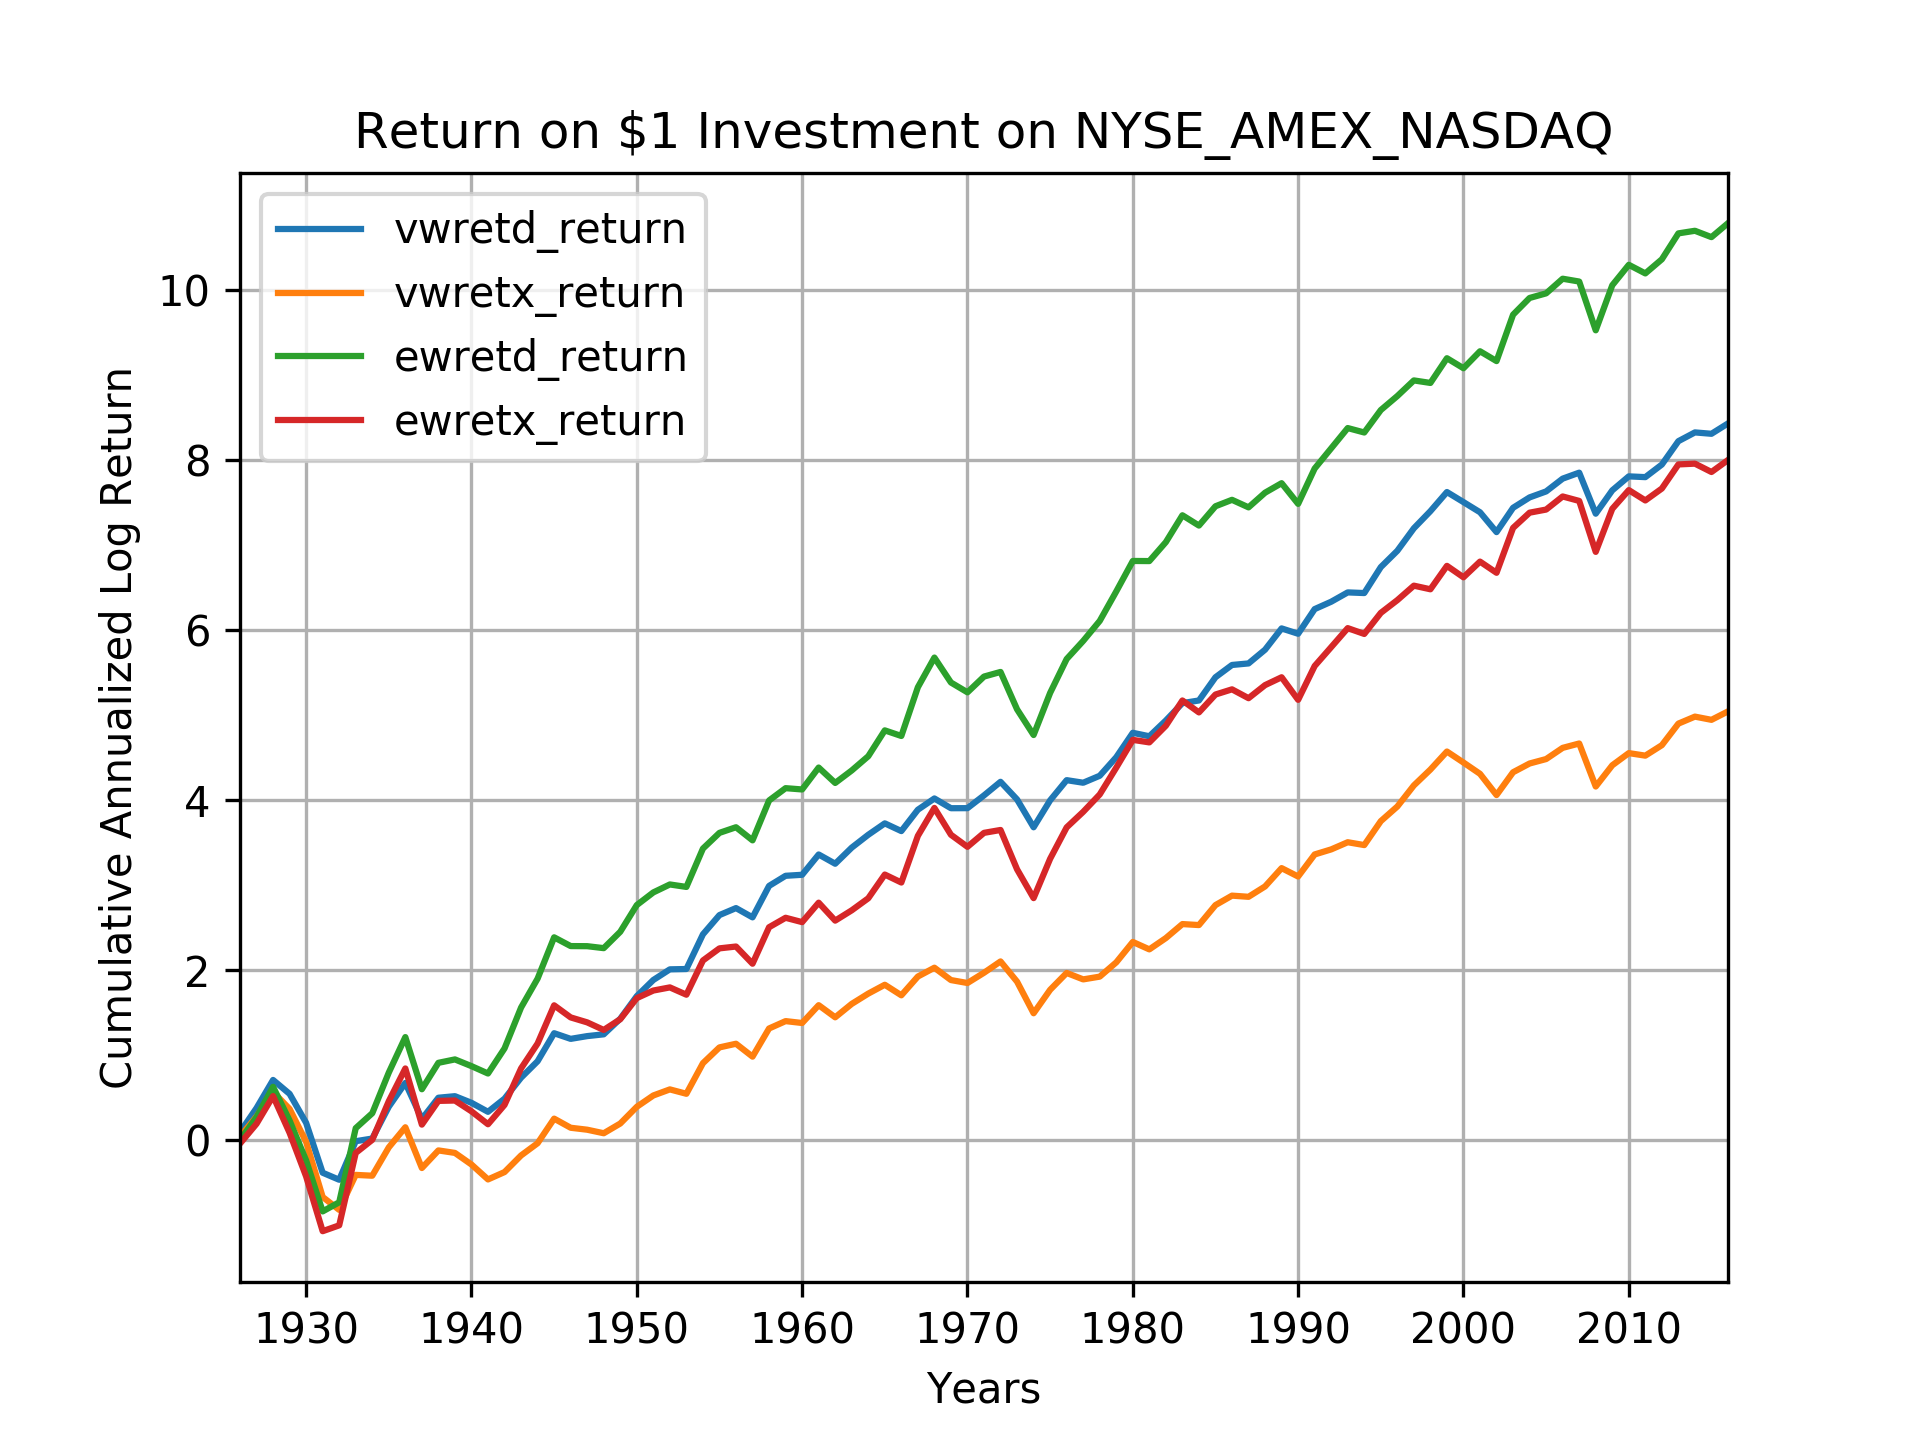 Return on $1 Investment on NYSE_AMEX_NASDAQ
vwretd_return
vwretx_return
ewretd_return
ewretx_return
Cumulative Annualized Log Return
10
8
6
4
2
0
1930 1940 1950 1960 1970 1980 1990 2000 2010
Years